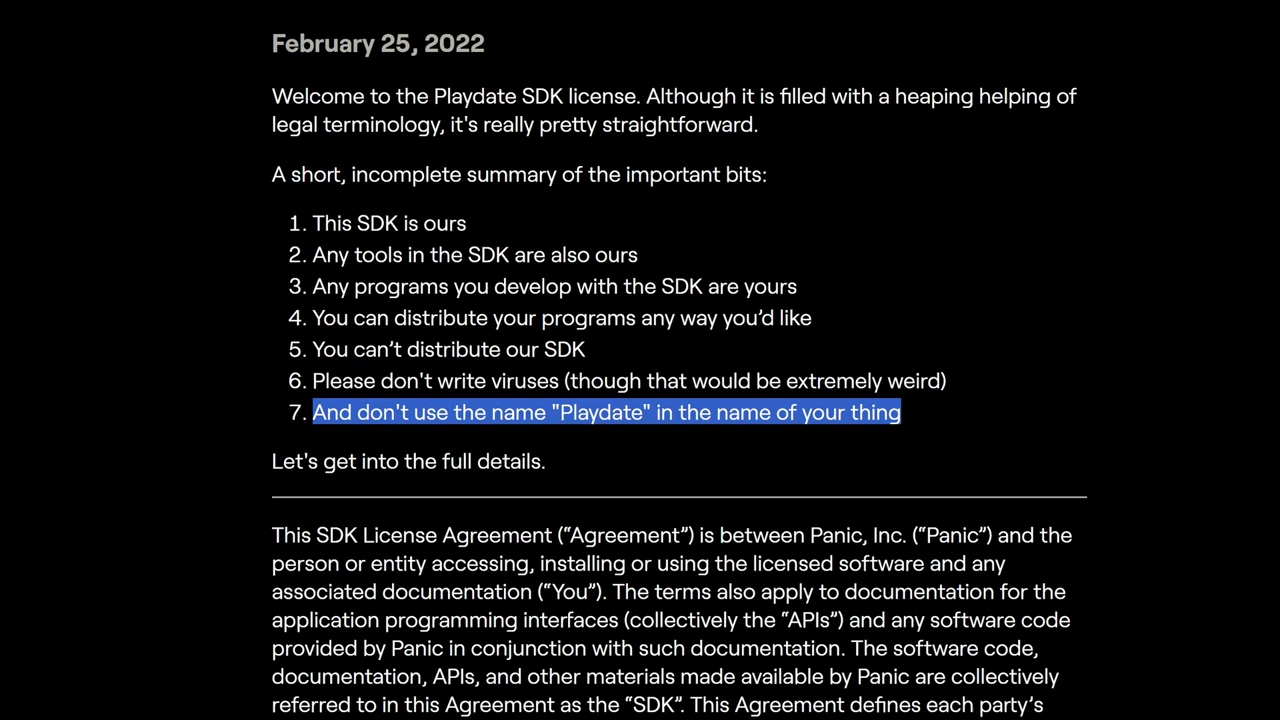 February 25, 2022
Welcome to the Playdate SDK license. Although it is filled with a heaping helping of
legal terminology, it's really pretty straightforward.
A short, incomplete summary of the important bits:
1. This SDK is ours
2. Any tools in the SDK are also ours
3. Any programs you develop with the SDK are yours
4. You can distribute your programs any way you’d like
5. You can’t distribute our SDK
6. Please don't write viruses (though that would be extremely weird)
7. And don't use the name "Playdate" in the name of your thing
Let's get into the full details.
This SDK License Agreement (“Agreement”) is between Panic, Inc. (“Panic”) and the
person or entity accessing, installing or using the licensed software and any
associated documentation (“You”). The terms also apply to documentation for the
application programming interfaces (collectively the “APIs”) and any software code
provided by Panic in conjunction with such documentation. The software code,
documentation, APIs, and other materials made available by Panic are collectively
referred to in this Agreement as the “SDK”. This Agreement defines each party’s